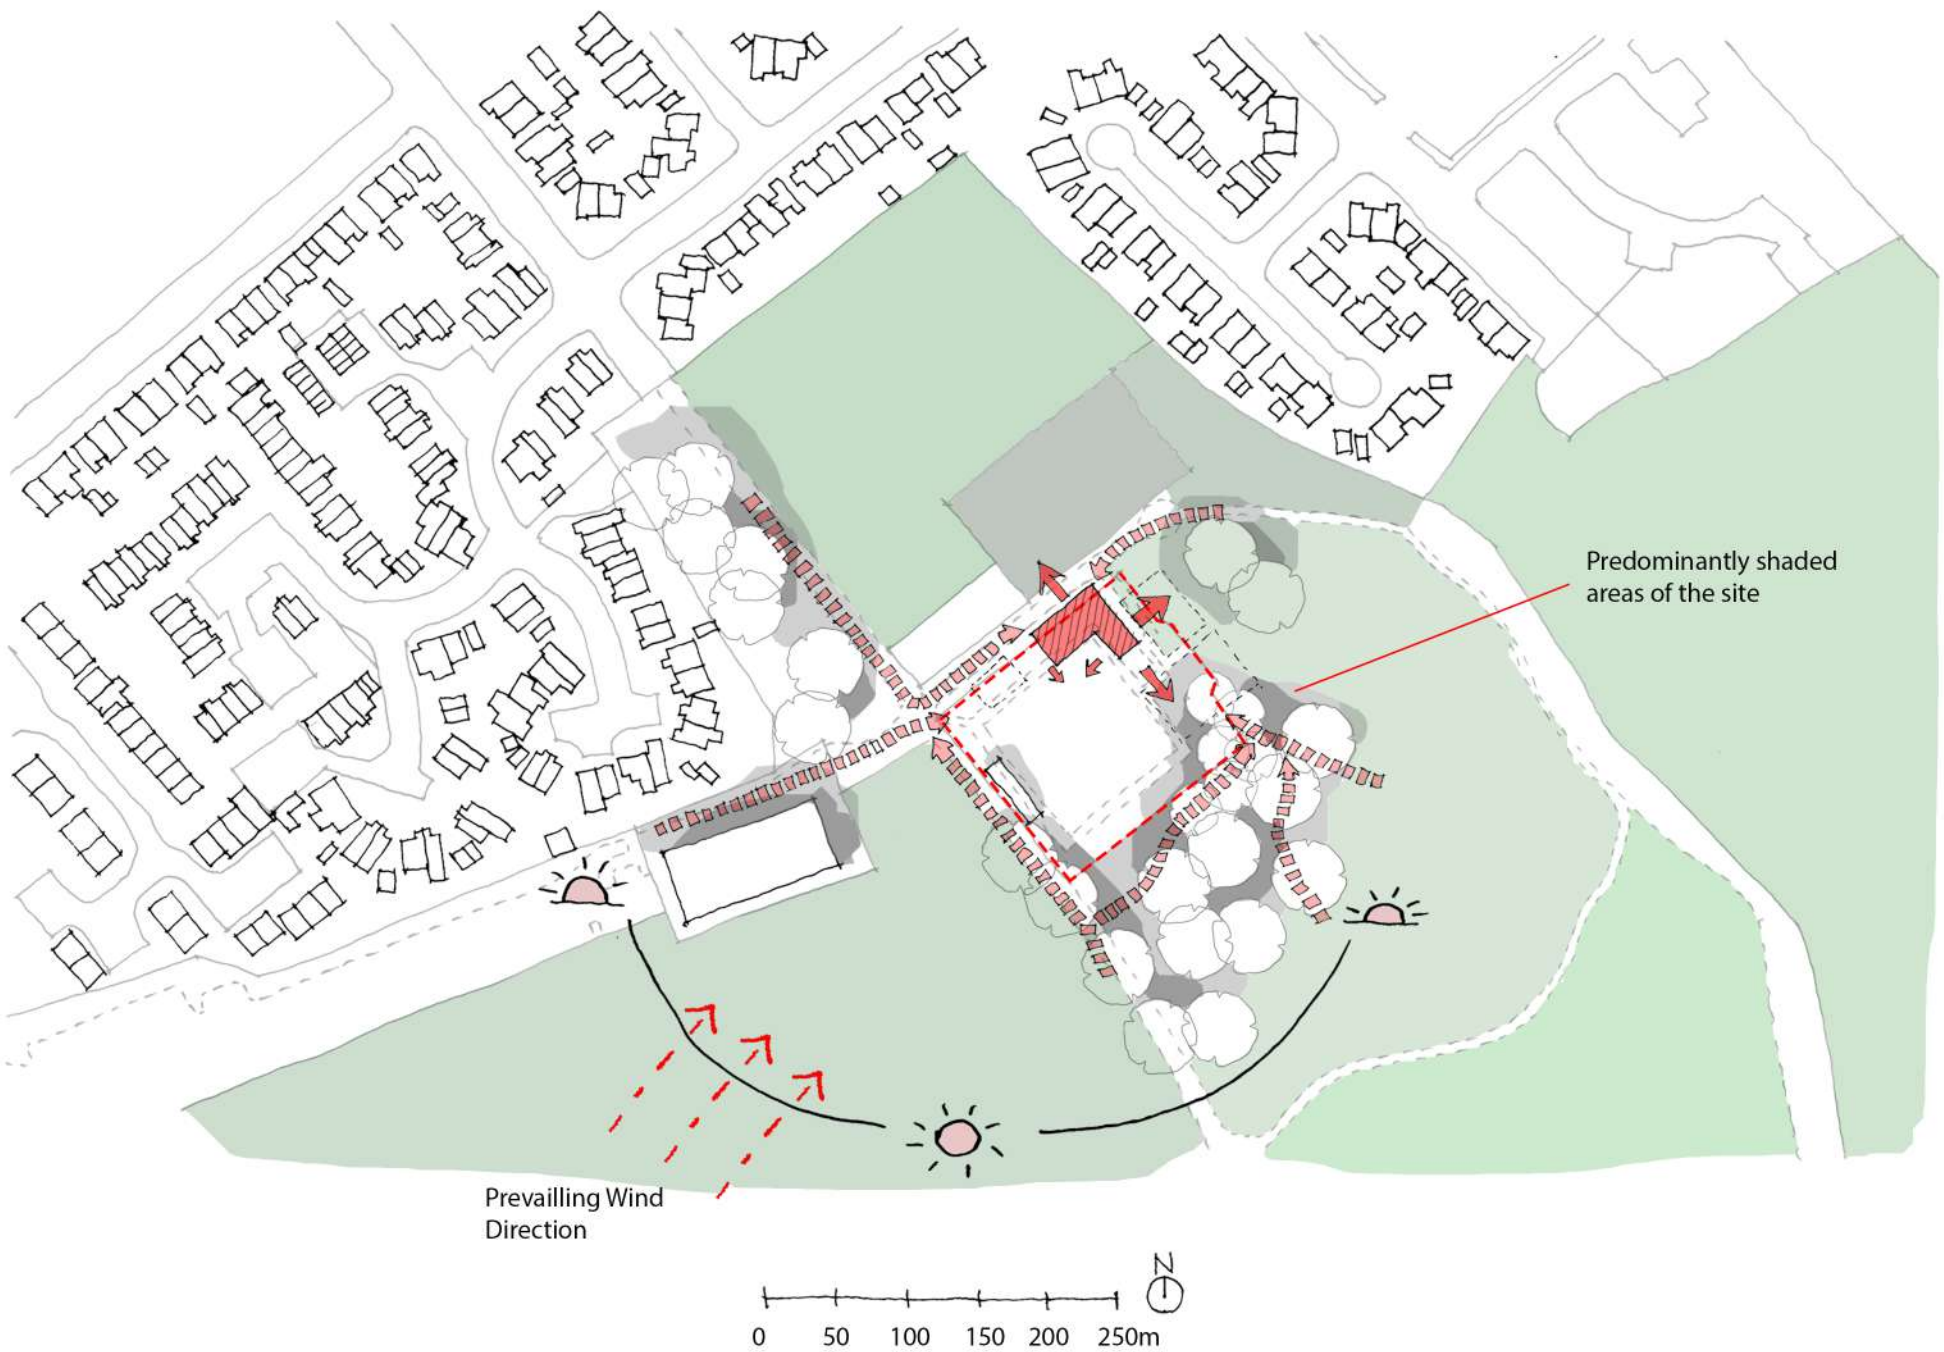 Predominantly shaded
areas of the site
Prevailling Wind
Direction
N
0 50 100 150 200 250m